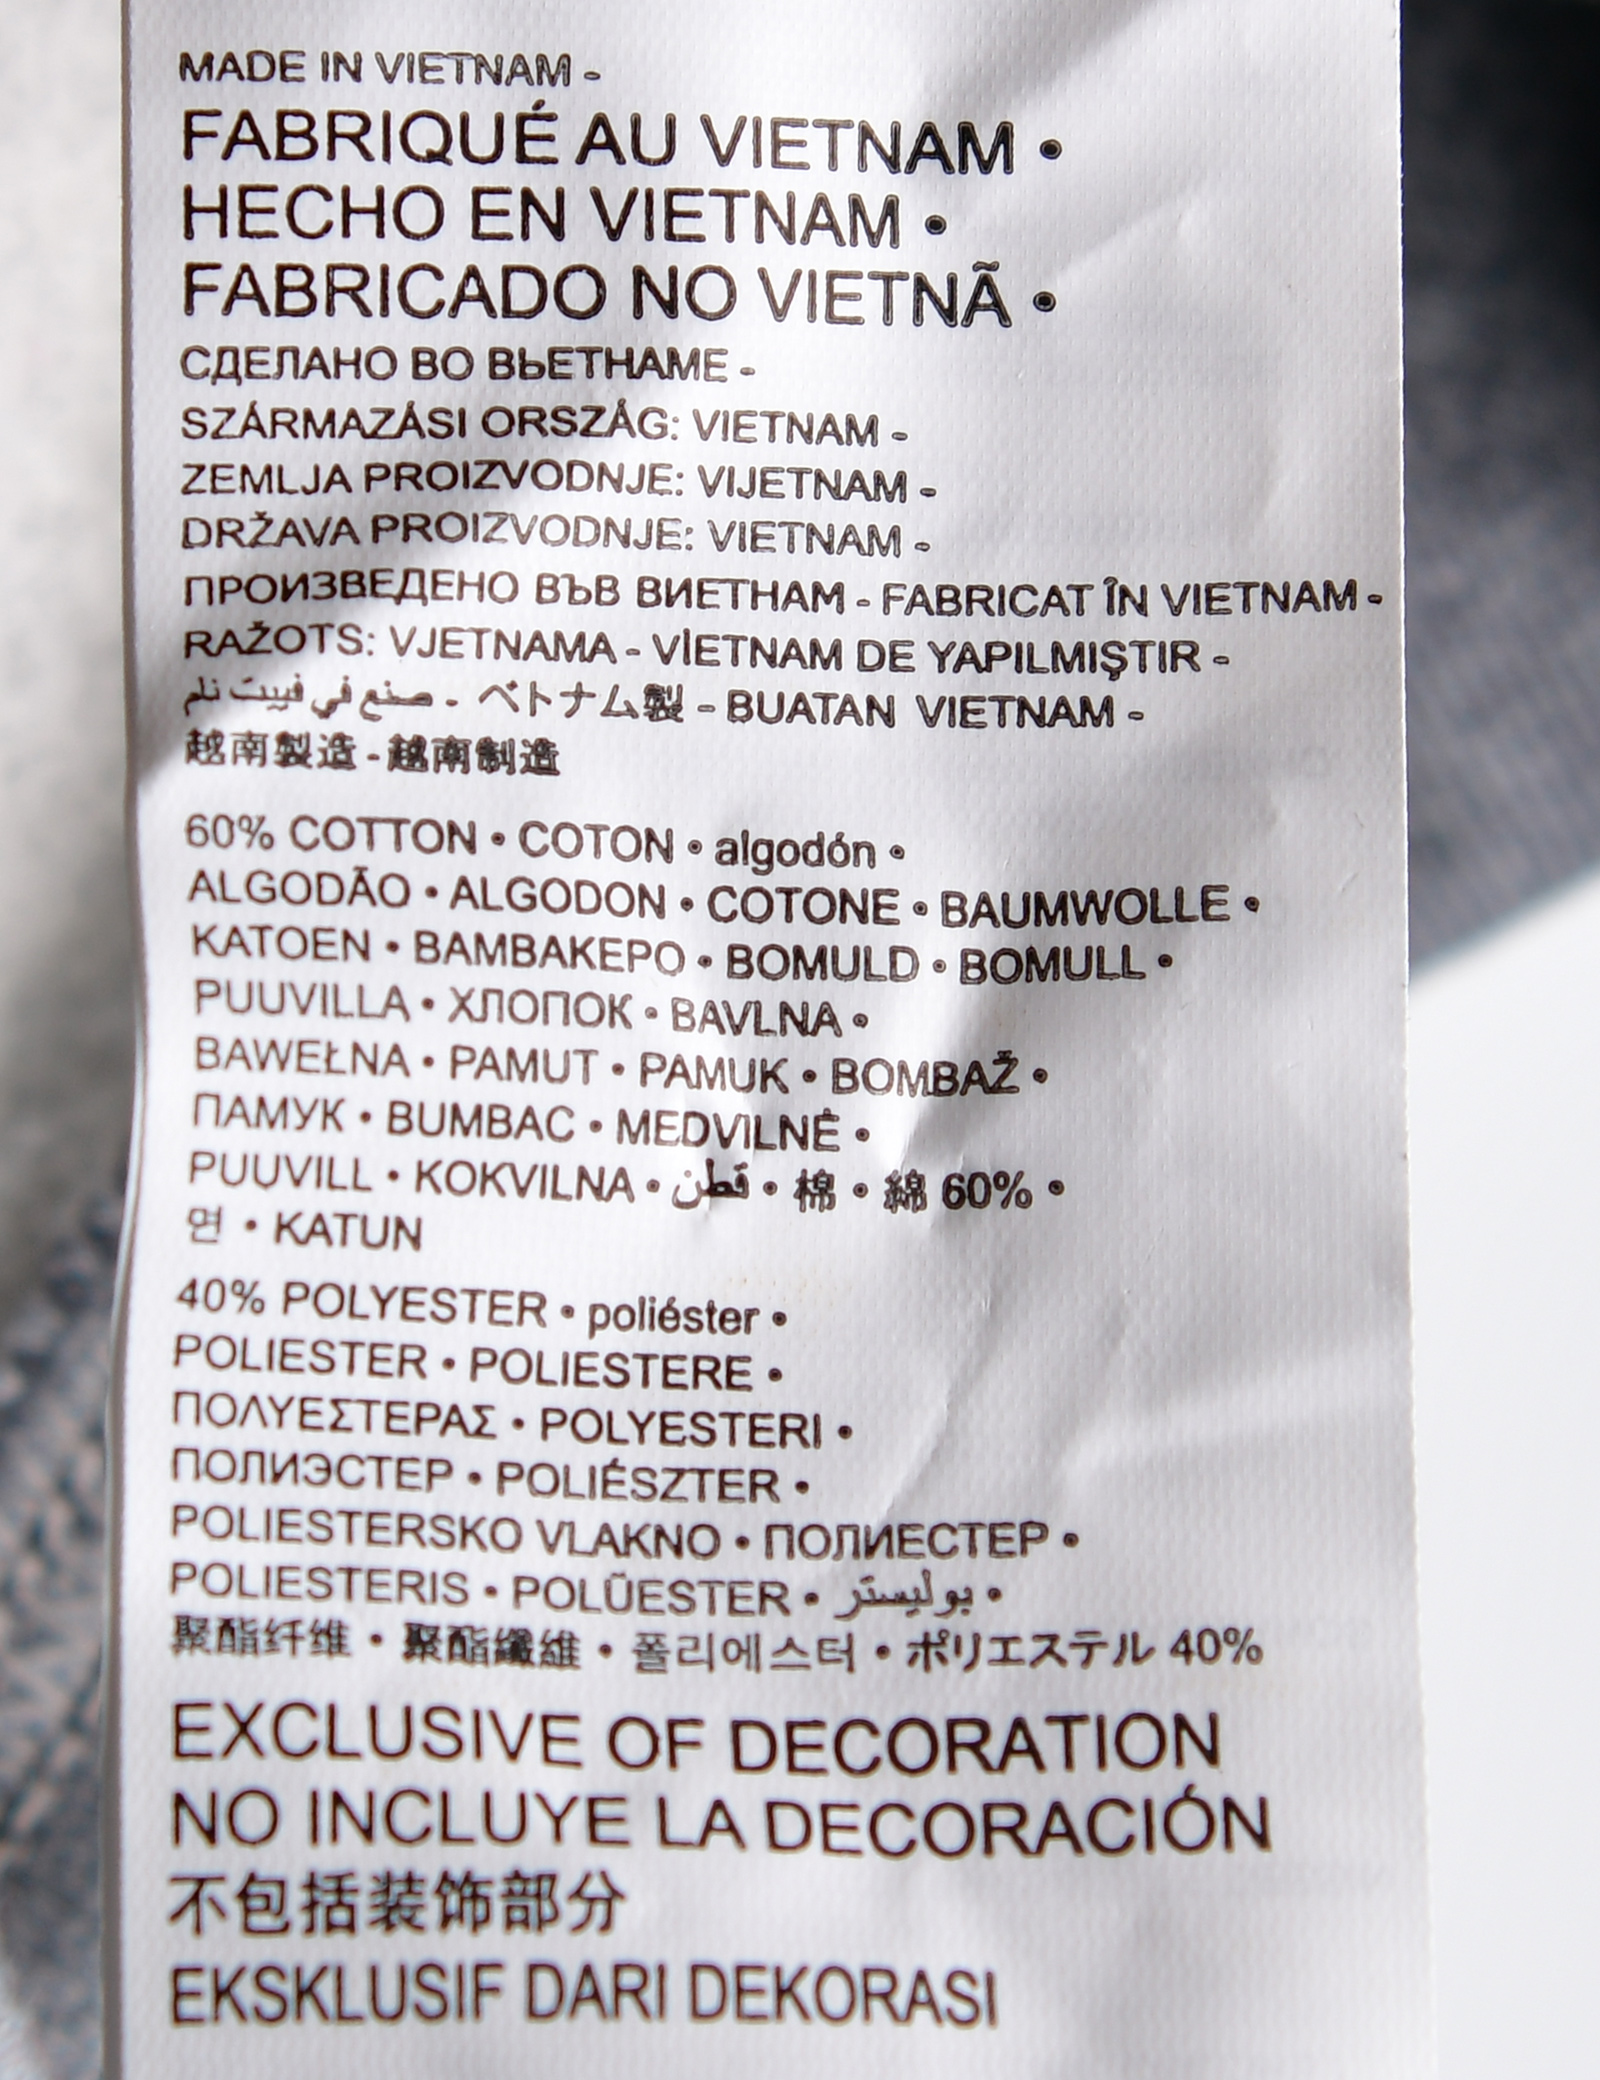 MADE IN VIETNAM -
FABRIQUÉ AU VIETNAM •
HECHO EN VIETNAM •
FABRICADO NO VIETNÃ •
СДЕЛАНО ВО ВЬЕТНАМЕ -
SZÁRMAZÁSI ORSZÁG: VIETNAM -
ZEMLJA PROIZVODNJE: VIJETNAM -
DRŽAVA PROIZVODNJE: VIETNAM -
ПРОИЗВЕДЕНО ВЪВ ВИЕТНАМ - FABRICAT ÎN VIETNAM -
RAŽOTS: VJETNAMA - VİETNAM DE YAPILMIŞTIR -
صنع في فييت نام - ベトナム製 - BUATAN VIETNAM -
越南製造 - 越南制造
60% COTTON • COTON • algodón •
ALGODÃO • ALGODON • COTONE • BAUMWOLLE •
KATOEN • ΒΑΜΒΑΚΕΡΟ • BOMULD • BOMULL •
PUUVILLA • ХЛОПОК • BAVLNA •
BAWEŁNA • PAMUT • PAMUK • BOMBAŽ •
ПАМУК • BUMBAC • MEDVILNĖ •
PUUVILL • KOKVILNA • قطن • 棉 • 綿 60% •
면 • KATUN
40% POLYESTER • poliéster •
POLIESTER • POLIESTERE •
ΠΟΛΥΕΣΤΕΡΑΣ • POLYESTERI •
ПОЛИЭСТЕР • POLIÉSZTER •
POLIESTERSKO VLAKNO • ПОЛИЕСТЕР •
POLIESTERIS • POLÜESTER • بوليستر •
聚酯纤维 • 聚酯纖維 • 폴리에스터 • ポリエステル 40%
EXCLUSIVE OF DECORATION
NO INCLUYE LA DECORACIÓN
不包括装饰部分
EKSKLUSIF DARI DEKORASI